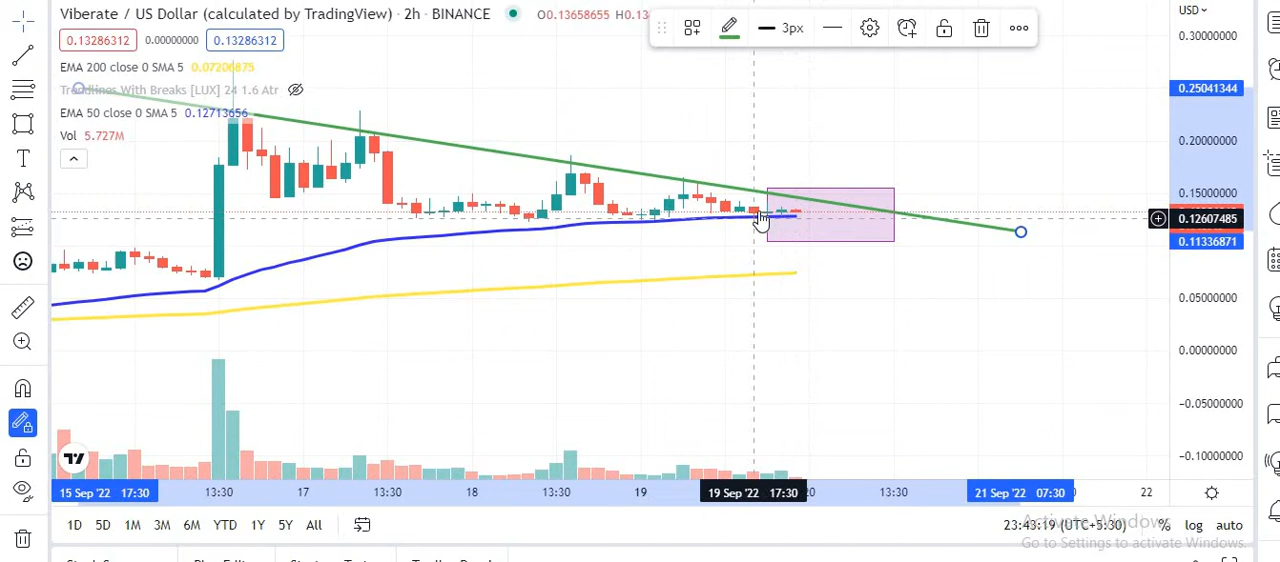 Viberate / US Dollar (calculated by TradingView) · 2h · BINANCE
O0.13658655 H0.13
0.13286312 0.00000000 0.13286312
EMA 200 close 0 SMA 5 0.07206875
Trendlines With Breaks [LUX] 24 1.6 Atr
EMA 50 close 0 SMA 5 0.12713656
Vol 5.727M
3px
USD
0.30000000
0.25041344
0.20000000
0.15000000
0.12607485
0.11336871
0.05000000
0.00000000
−0.05000000
−0.10000000
15 Sep '22 17:30 13:30 17 13:30 18 13:30 19 19 Sep '22 17:30 20 13:30 21 Sep '22 07:30 22
1D 5D 1M 3M 6M YTD 1Y 5Y All
23:43:19 (UTC+5:30) % log auto
Activate Windows
Go to Settings to activate Windows.